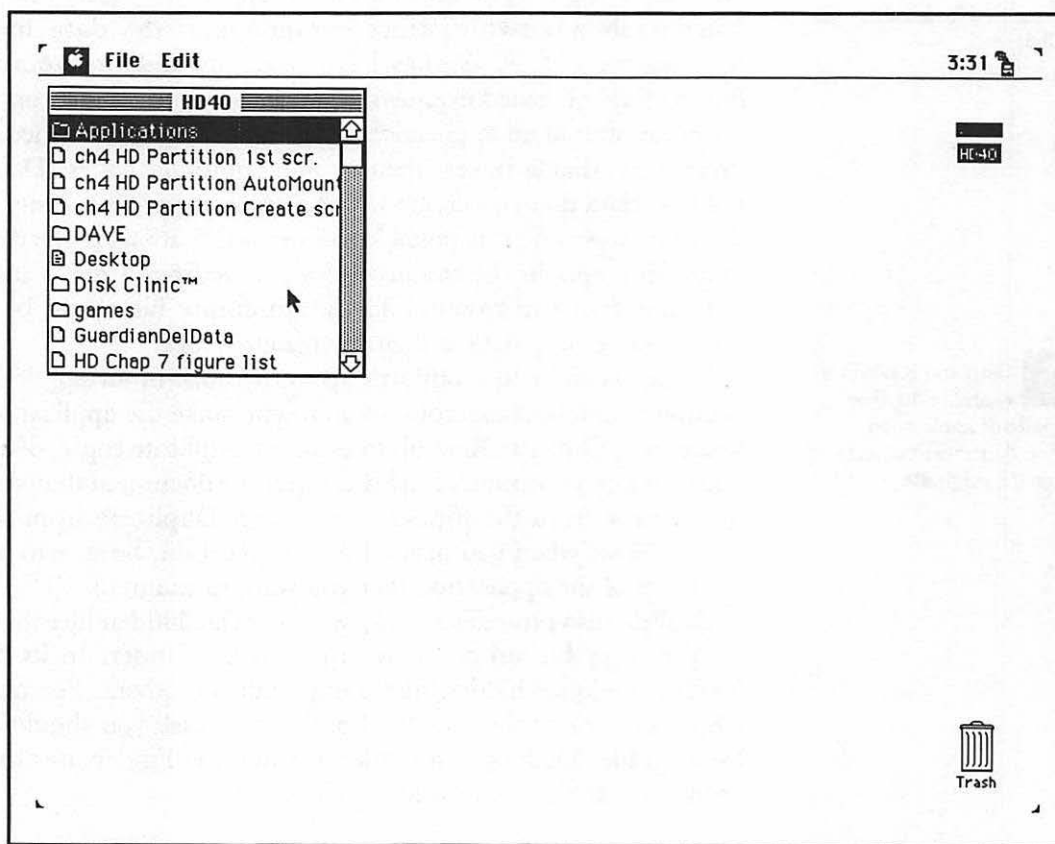 File Edit 3:31
HD40
Applications
ch4 HD Partition 1st scr.
ch4 HD Partition AutoMount
ch4 HD Partition Create scr
DAVE
Desktop
Disk Clinic™
games
GuardianDelData
HD Chap 7 figure list
HD40
Trash